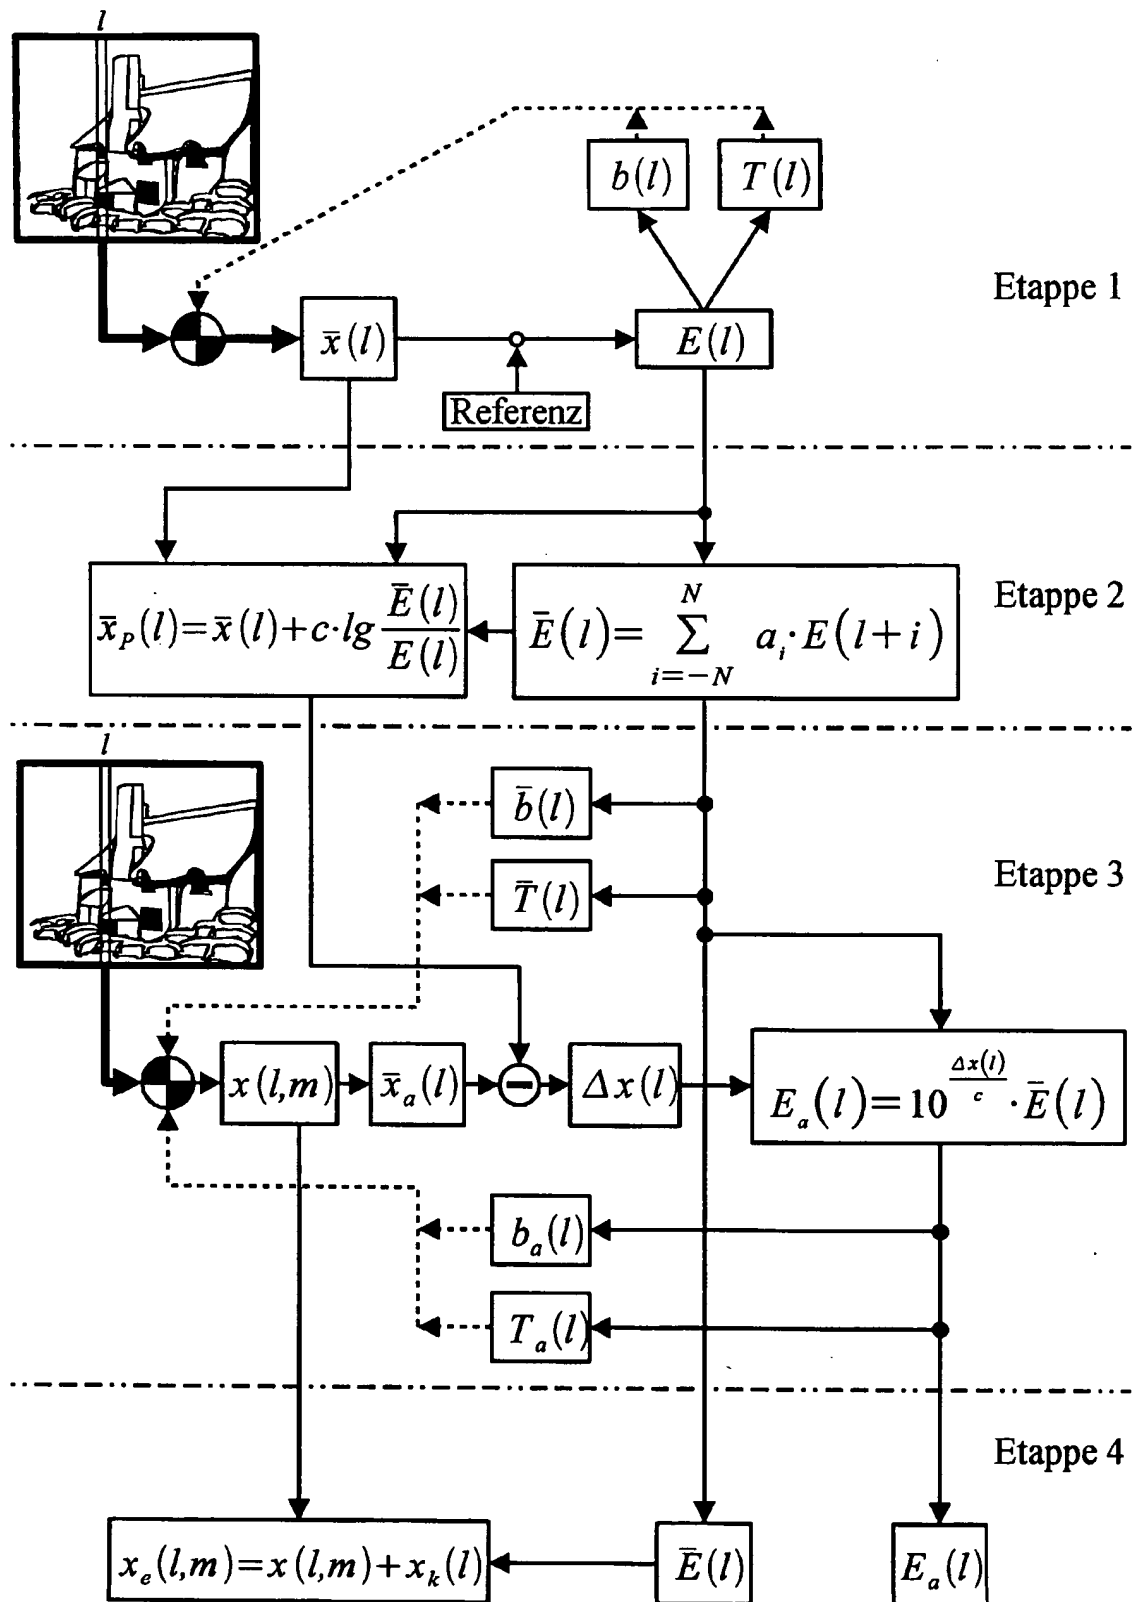 l
b(l)
T(l)
Etappe 1
x̄(l)
E(l)
Referenz
Etappe 2
x̄_P(l)=x̄(l)+c·lg Ē(l)/E(l)
Ē(l)= ∑_{i=−N}^{N} a_i·E(l+i)
l
b̄(l)
Etappe 3
T̄(l)
x(l,m)
x̄_a(l)
−
Δx(l)
E_a(l)=10^{Δx(l)/c}·Ē(l)
b_a(l)
T_a(l)
Etappe 4
x_e(l,m)=x(l,m)+x_k(l)
Ē(l)
E_a(l)